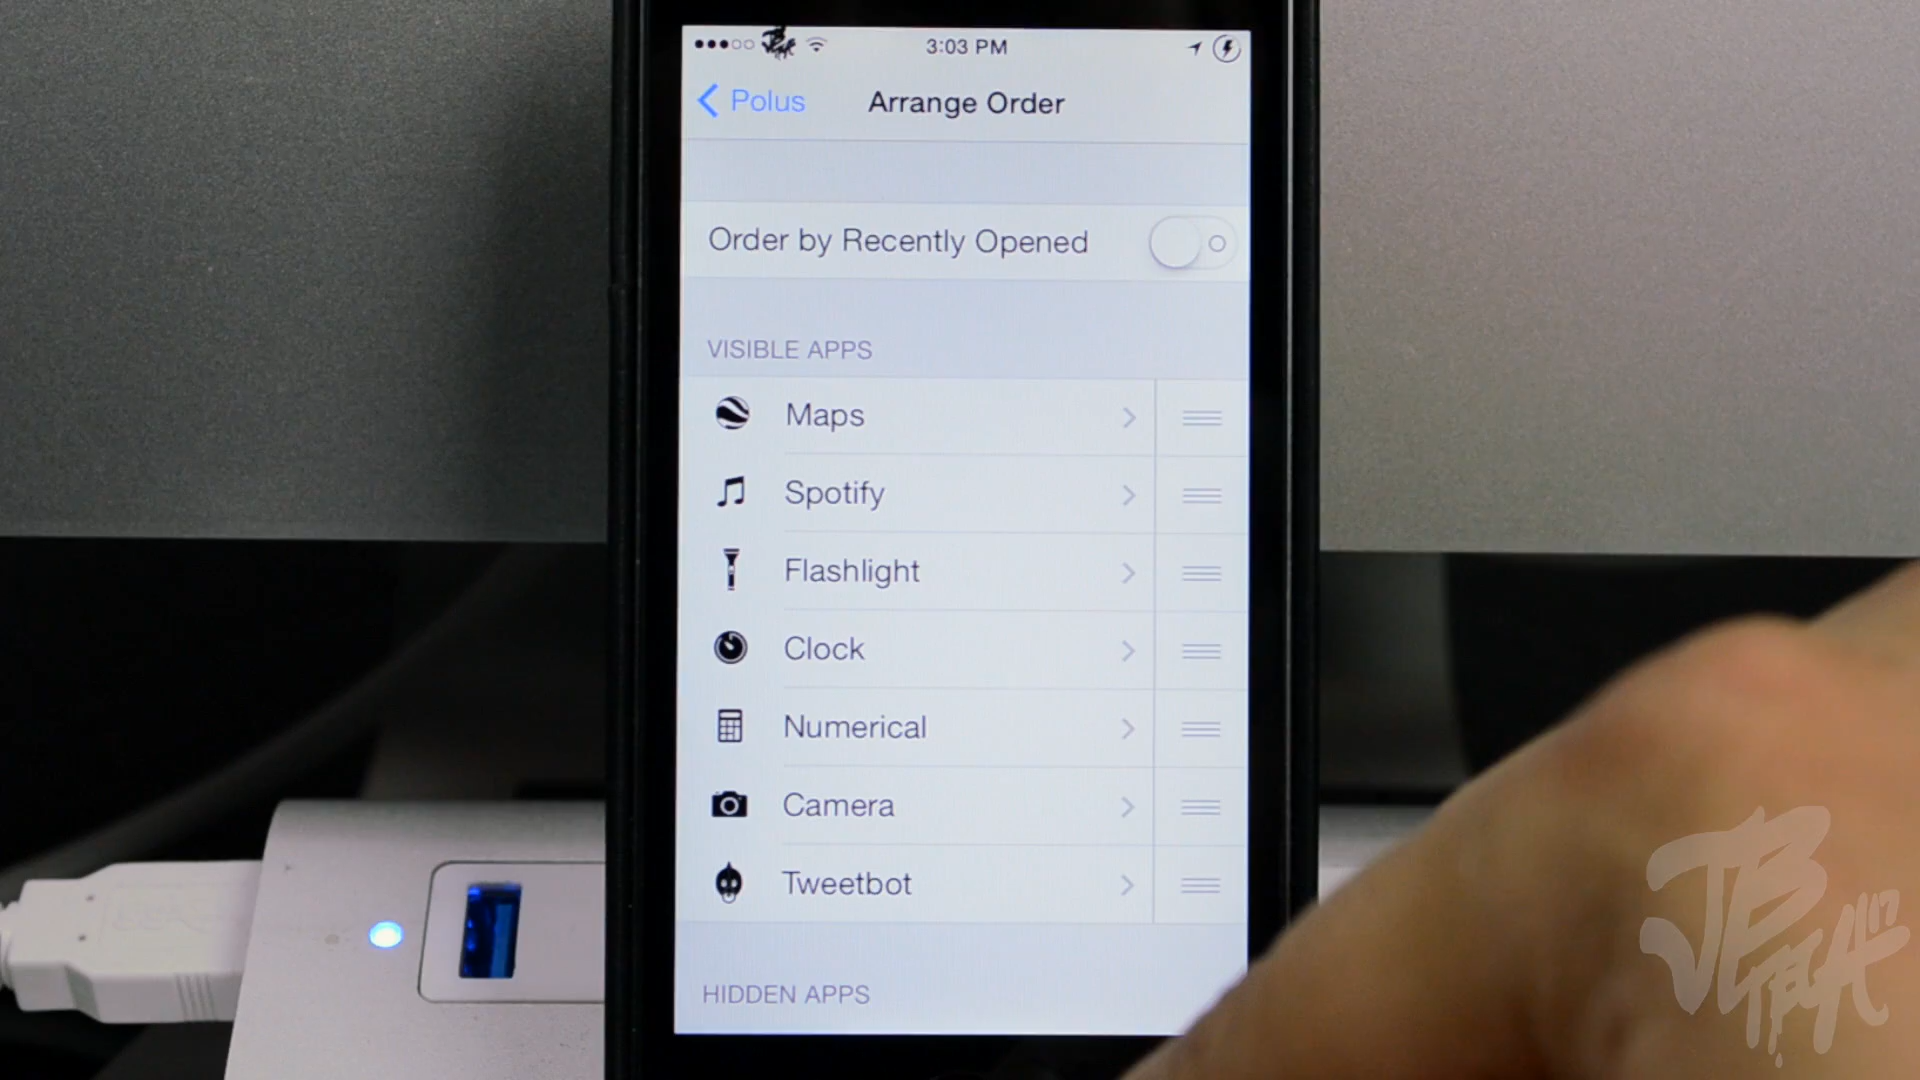 3:03 PM
Polus
Arrange Order
Order by Recently Opened
VISIBLE APPS
Maps
Spotify
Flashlight
Clock
Numerical
Camera
Tweetbot
HIDDEN APPS